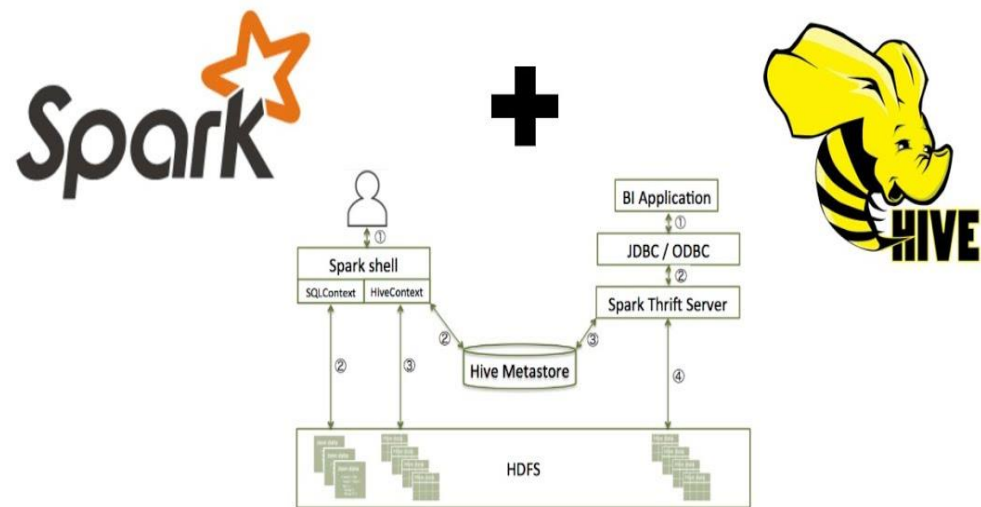 Spark
HIVE
BI Application
①
①
JDBC / ODBC
Spark shell
②
SQLContext
HiveContext
Spark Thrift Server
②
③
②
③
Hive Metastore
④
HDFS